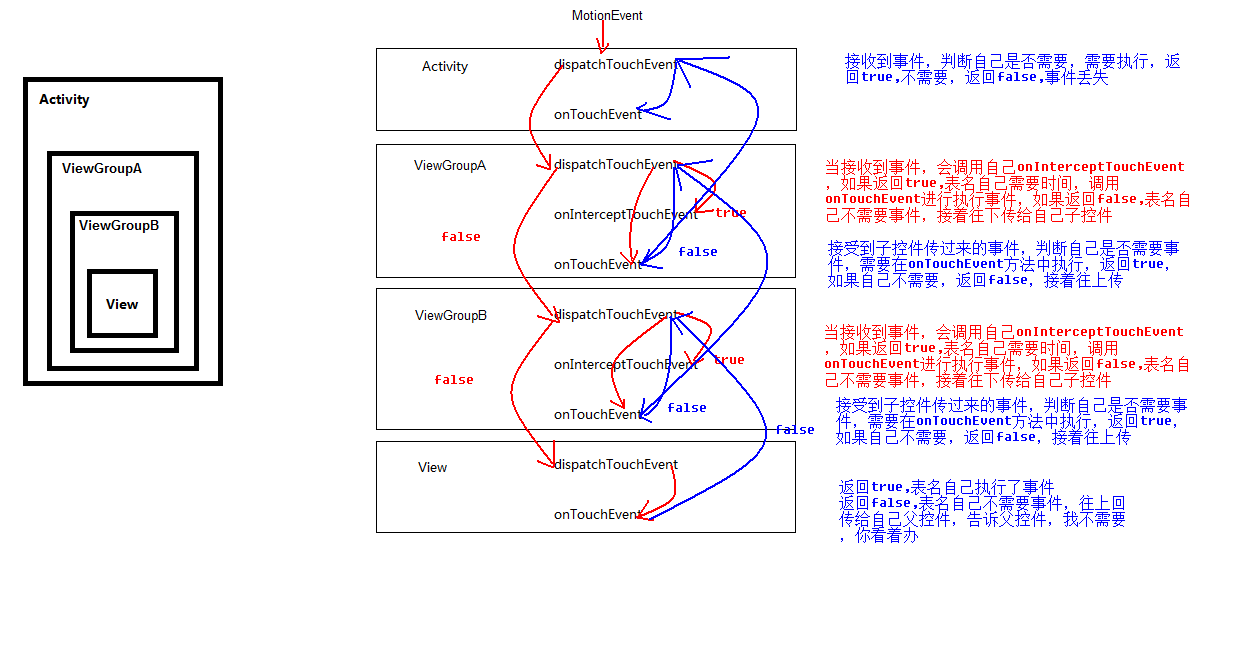 MotionEvent
Activity
ViewGroupA
ViewGroupB
View
Activity
dispatchTouchEvent
onTouchEvent
接收到事件，判断自己是否需要，需要执行，返
回true,不需要，返回false,事件丢失
ViewGroupA
dispatchTouchEvent
onInterceptTouchEvent
true
false
false
onTouchEvent
当接收到事件，会调用自己onInterceptTouchEvent
，如果返回true,表名自己需要时间，调用
onTouchEvent进行执行事件，如果返回false,表名自
己不需要事件，接着往下传给自己子控件
接受到子控件传过来的事件，判断自己是否需要事
件，需要在onTouchEvent方法中执行，返回true，
如果自己不需要，返回false，接着往上传
ViewGroupB
dispatchTouchEvent
onInterceptTouchEvent
true
false
false
onTouchEvent
false
当接收到事件，会调用自己onInterceptTouchEvent
，如果返回true,表名自己需要时间，调用
onTouchEvent进行执行事件，如果返回false,表名自
己不需要事件，接着往下传给自己子控件
接受到子控件传过来的事件，判断自己是否需要事
件，需要在onTouchEvent方法中执行，返回true，
如果自己不需要，返回false，接着往上传
View
dispatchTouchEvent
onTouchEvent
返回true,表名自己执行了事件
返回false,表名自己不需要事件，往上回
传给自己父控件，告诉父控件，我不需要
，你看着办